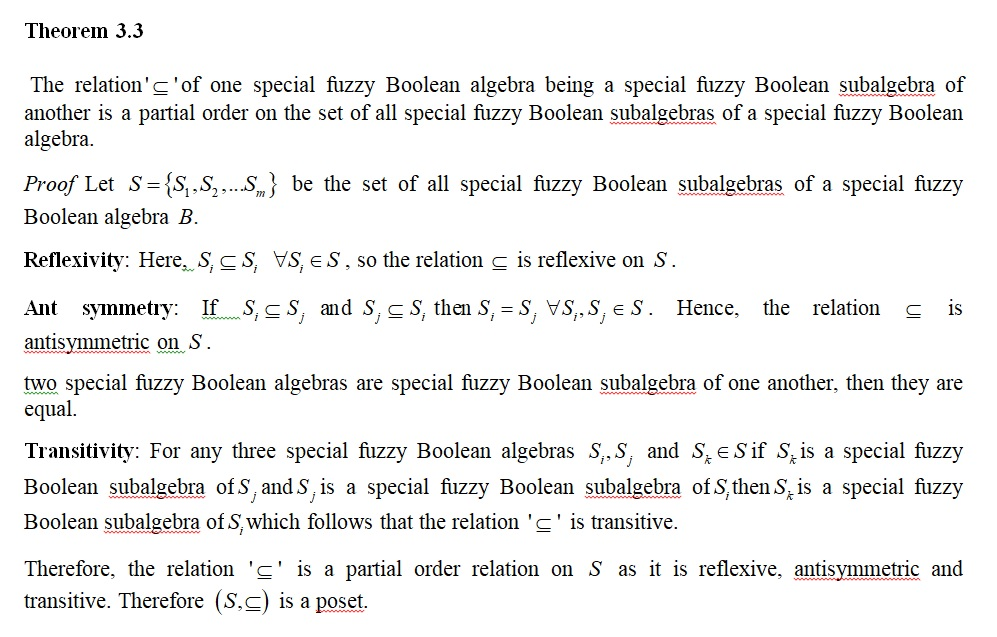 Theorem 3.3
The relation'⊆'of one special fuzzy Boolean algebra being a special fuzzy Boolean subalgebra of
another is a partial order on the set of all special fuzzy Boolean subalgebras of a special fuzzy Boolean
algebra.
Proof Let S={S₁,S₂,...Sₘ} be the set of all special fuzzy Boolean subalgebras of a special fuzzy
Boolean algebra B.
Reflexivity: Here, Sᵢ ⊆ Sᵢ ∀Sᵢ ∈ S, so the relation ⊆ is reflexive on S.
Ant symmetry: If Sᵢ ⊆ Sⱼ and Sⱼ ⊆ Sᵢ then Sᵢ = Sⱼ ∀Sᵢ,Sⱼ ∈ S. Hence, the relation ⊆ is
antisymmetric on S.
two special fuzzy Boolean algebras are special fuzzy Boolean subalgebra of one another, then they are
equal.
Transitivity: For any three special fuzzy Boolean algebras Sᵢ,Sⱼ and Sₖ∈S if Sₖ is a special fuzzy
Boolean subalgebra of Sⱼ and Sⱼ is a special fuzzy Boolean subalgebra of Sᵢ then Sₖ is a special fuzzy
Boolean subalgebra of Sᵢ which follows that the relation '⊆' is transitive.
Therefore, the relation '⊆' is a partial order relation on S as it is reflexive, antisymmetric and
transitive. Therefore (S,⊆) is a poset.